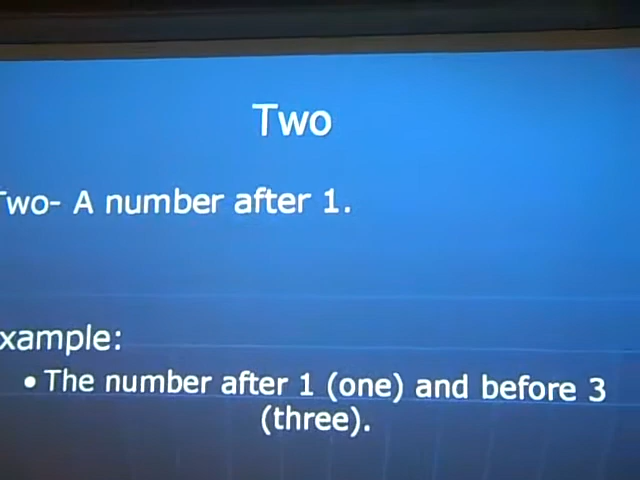 Two
Two- A number after 1.
xample:
• The number after 1 (one) and before 3
(three).